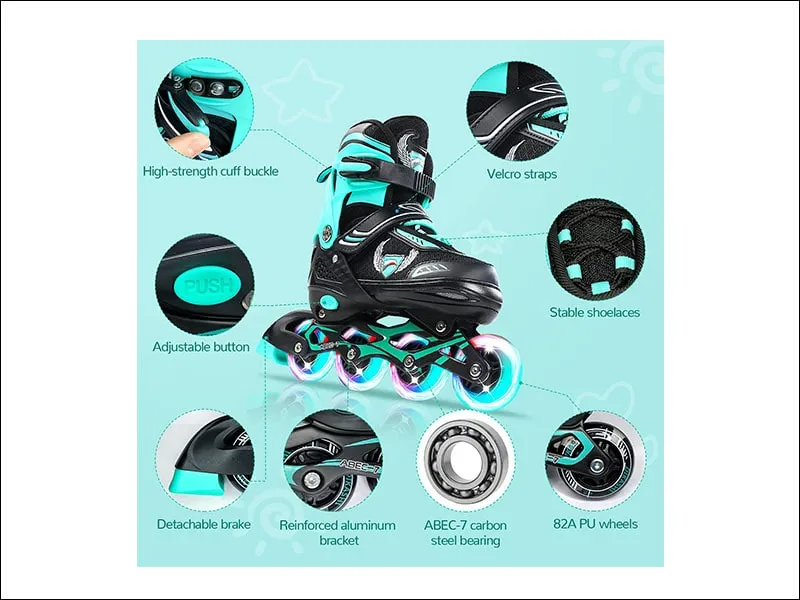 High-strength cuff buckle
Velcro straps
PUSH
Stable shoelaces
Adjustable button
ABEC-7
Detachable brake
Reinforced aluminum
bracket
ABEC-7 carbon
steel bearing
82A PU wheels